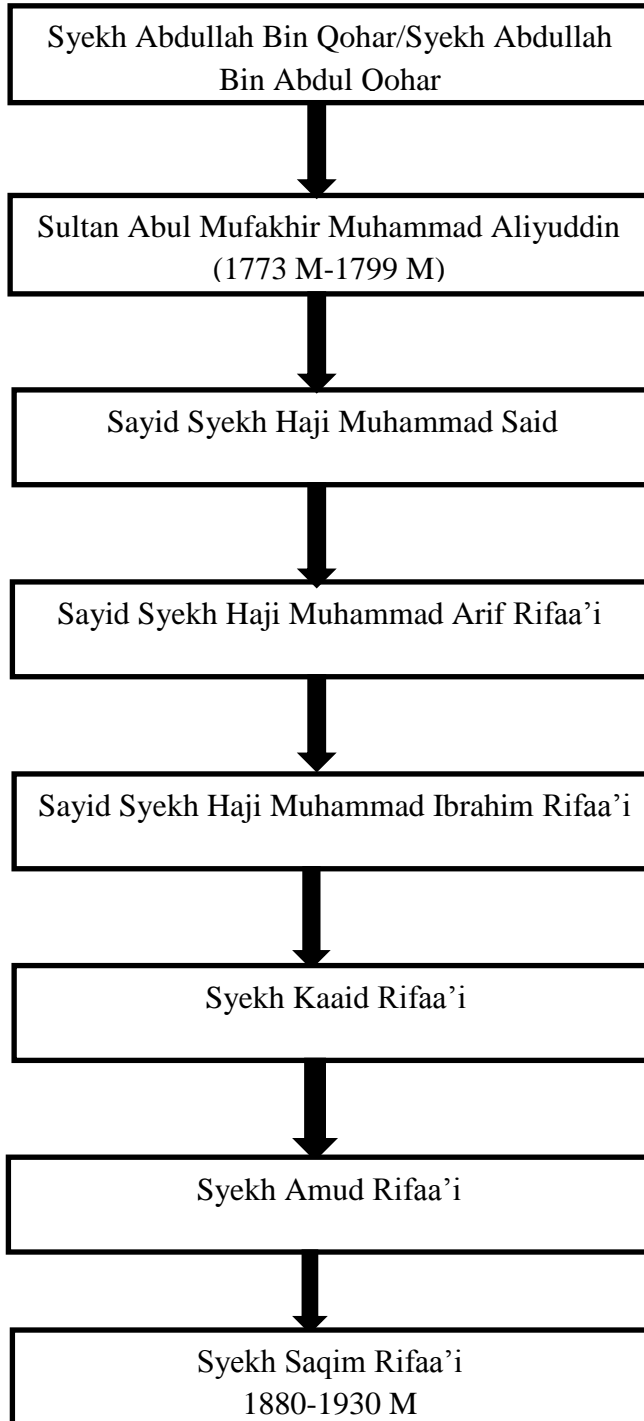 Syekh Abdullah Bin Qohar/Syekh Abdullah
Bin Abdul Qohar
Sultan Abul Mufakhir Muhammad Aliyuddin
(1773 M-1799 M)
Sayid Syekh Haji Muhammad Said
Sayid Syekh Haji Muhammad Arif Rifaa’i
Sayid Syekh Haji Muhammad Ibrahim Rifaa’i
Syekh Kaaid Rifaa’i
Syekh Amud Rifaa’i
Syekh Saqim Rifaa’i
1880-1930 M